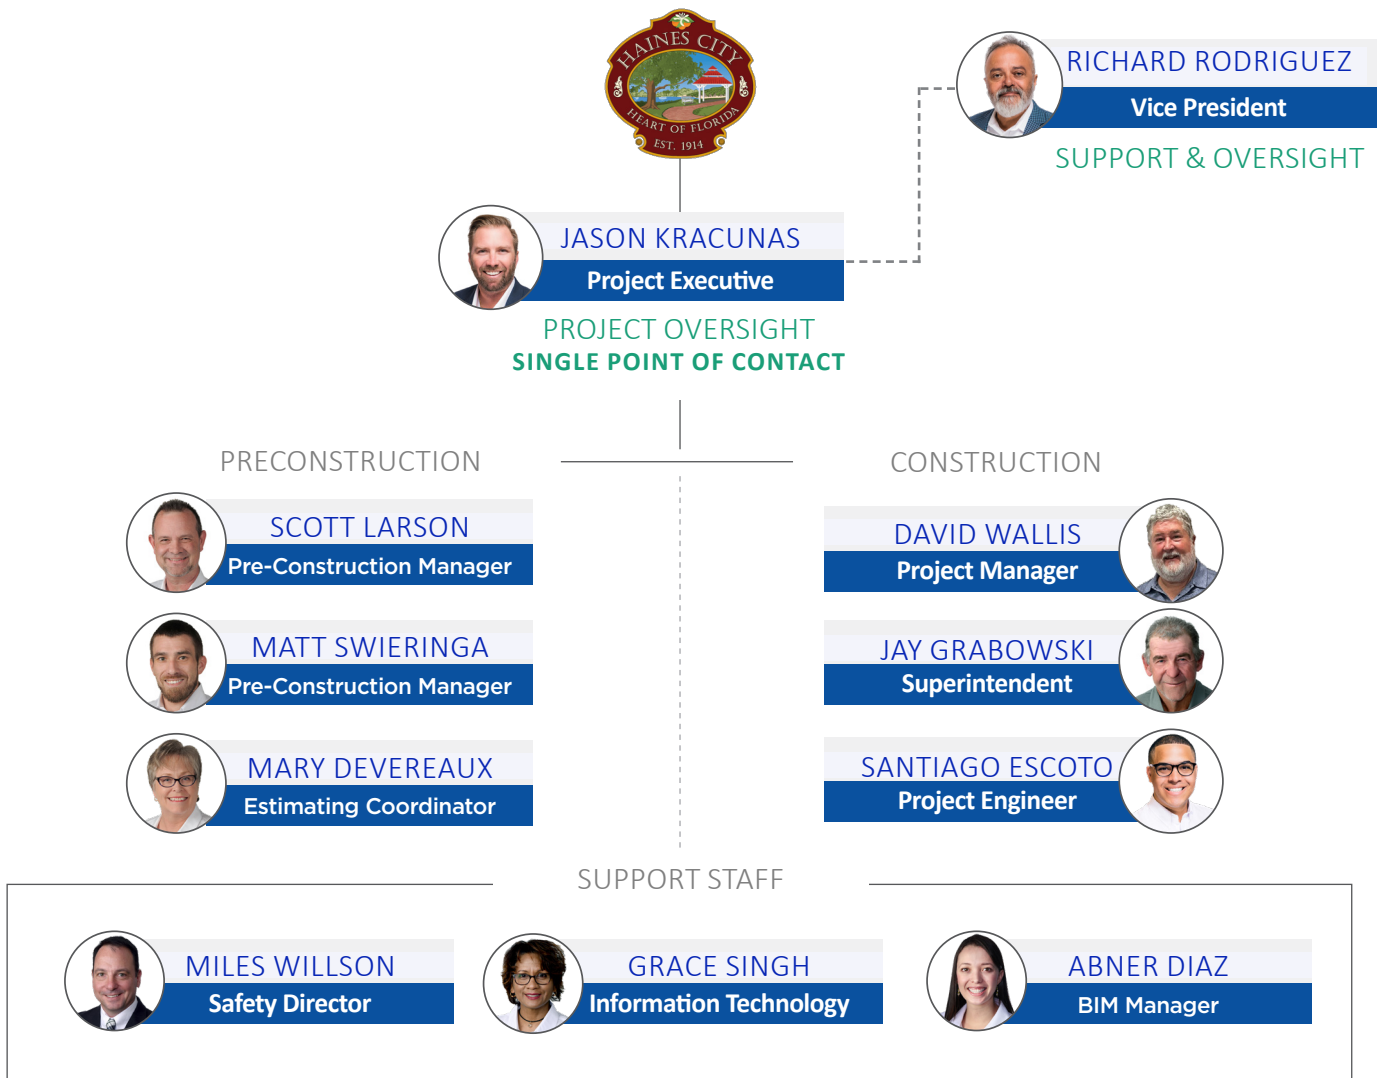 HAINES CITY
HEART OF FLORIDA
EST. 1914
RICHARD RODRIGUEZ
Vice President
SUPPORT & OVERSIGHT
JASON KRACUNAS
Project Executive
PROJECT OVERSIGHT
SINGLE POINT OF CONTACT
PRECONSTRUCTION
SCOTT LARSON
Pre-Construction Manager
MATT SWIERINGA
Pre-Construction Manager
MARY DEVEREAUX
Estimating Coordinator
CONSTRUCTION
DAVID WALLIS
Project Manager
JAY GRABOWSKI
Superintendent
SANTIAGO ESCOTO
Project Engineer
SUPPORT STAFF
MILES WILLSON
Safety Director
GRACE SINGH
Information Technology
ABNER DIAZ
BIM Manager